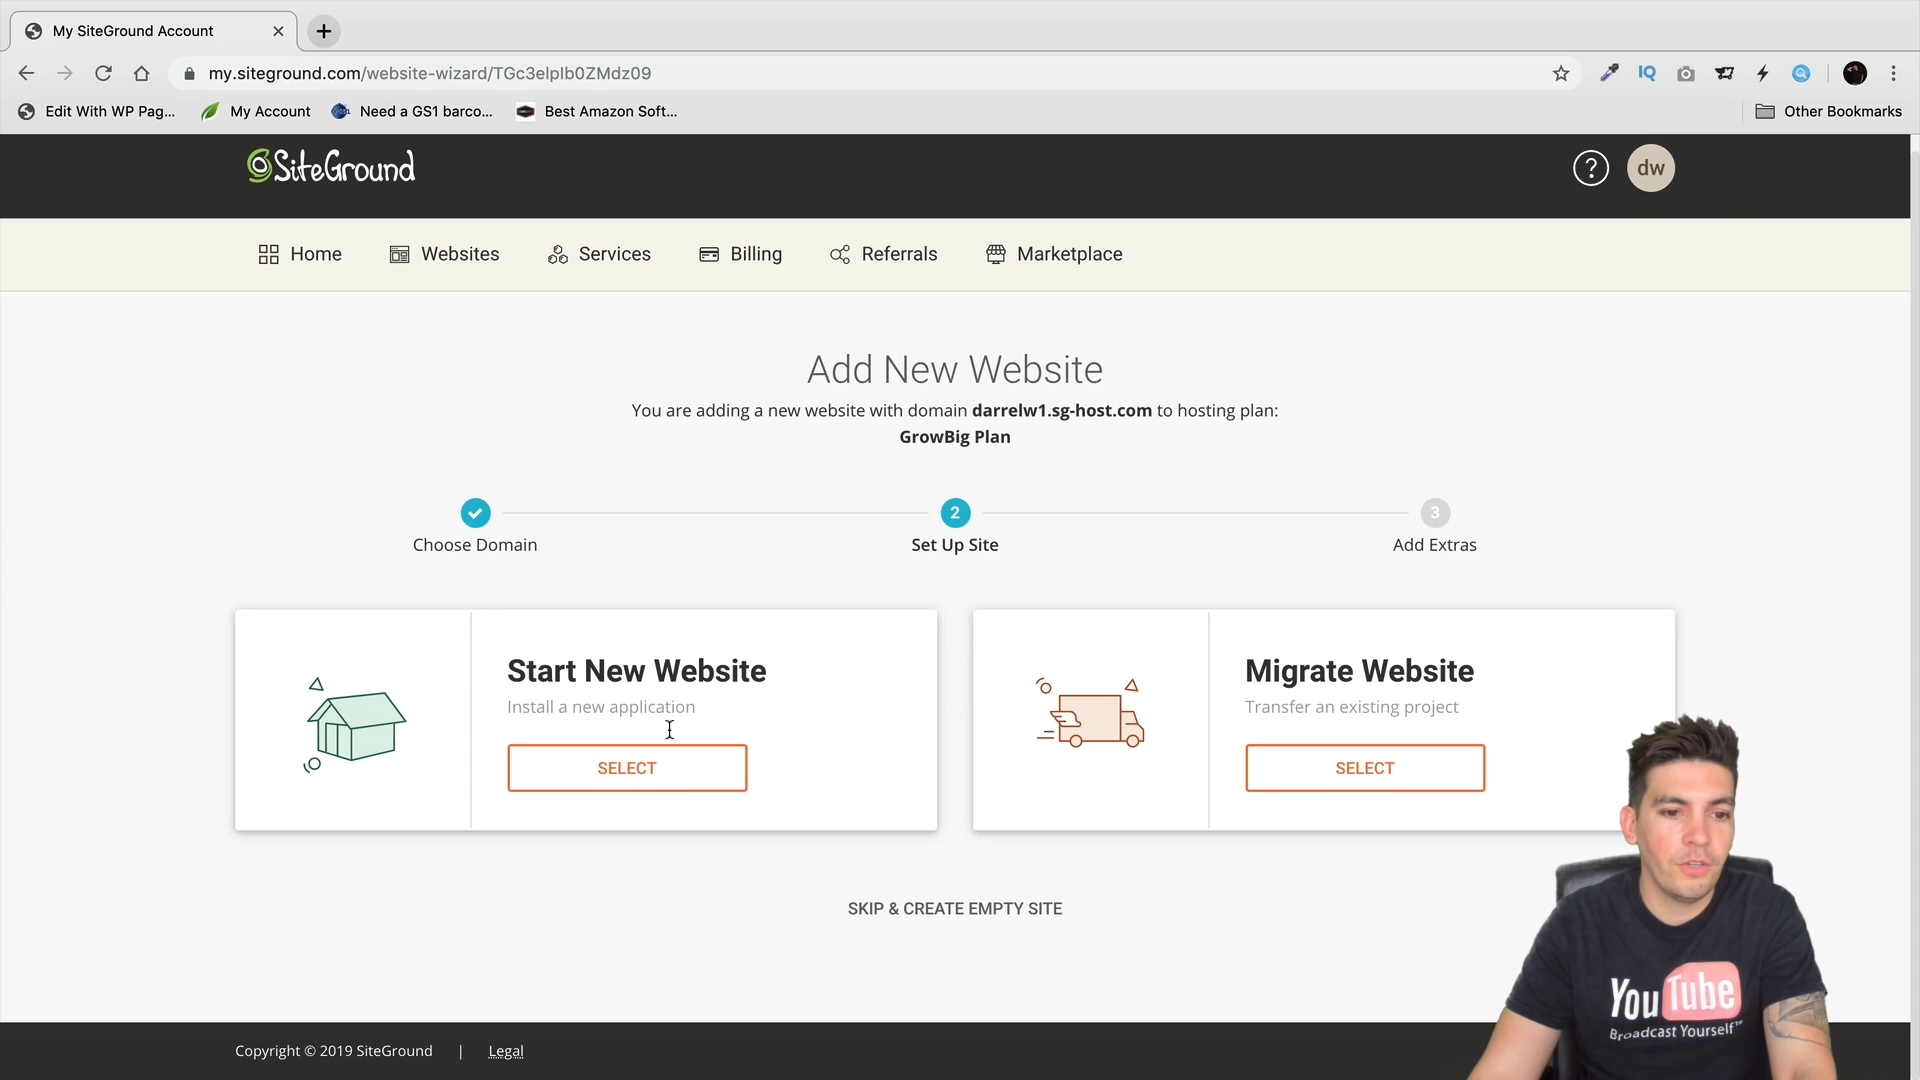 My SiteGround Account
my.siteground.com/website-wizard/TGc3elpIb0ZMdz09
IQ
Edit With WP Pag...
My Account
Need a GS1 barco...
Best Amazon Soft...
Other Bookmarks
SiteGround
?
dw
Home
Websites
Services
Billing
Referrals
Marketplace
Add New Website
You are adding a new website with domain darrelw1.sg-host.com to hosting plan:
GrowBig Plan
2
3
Choose Domain
Set Up Site
Add Extras
Start New Website
Install a new application
SELECT
Migrate Website
Transfer an existing project
SELECT
SKIP & CREATE EMPTY SITE
YouTube
Broadcast Yourself™
Copyright © 2019 SiteGround | Legal